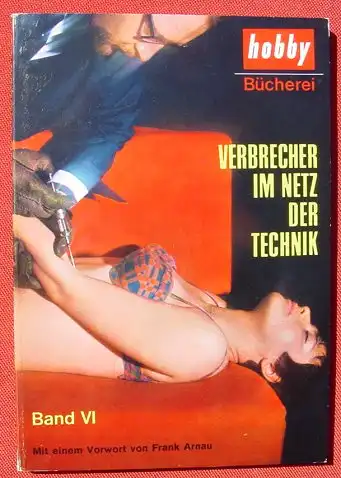 hobby
Bücherei
VERBRECHER
IM NETZ
DER
TECHNIK
Band VI
Mit einem Vorwort von Frank Arnau